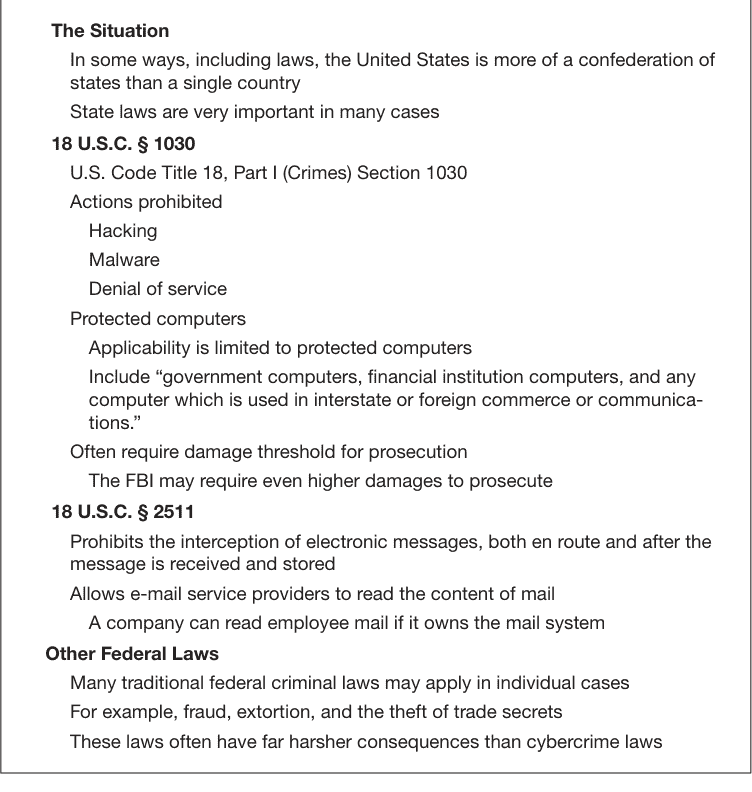 The Situation
In some ways, including laws, the United States is more of a confederation of
states than a single country
State laws are very important in many cases
18 U.S.C. § 1030
U.S. Code Title 18, Part I (Crimes) Section 1030
Actions prohibited
Hacking
Malware
Denial of service
Protected computers
Applicability is limited to protected computers
Include “government computers, financial institution computers, and any
computer which is used in interstate or foreign commerce or communica-
tions.”
Often require damage threshold for prosecution
The FBI may require even higher damages to prosecute
18 U.S.C. § 2511
Prohibits the interception of electronic messages, both en route and after the
message is received and stored
Allows e-mail service providers to read the content of mail
A company can read employee mail if it owns the mail system
Other Federal Laws
Many traditional federal criminal laws may apply in individual cases
For example, fraud, extortion, and the theft of trade secrets
These laws often have far harsher consequences than cybercrime laws